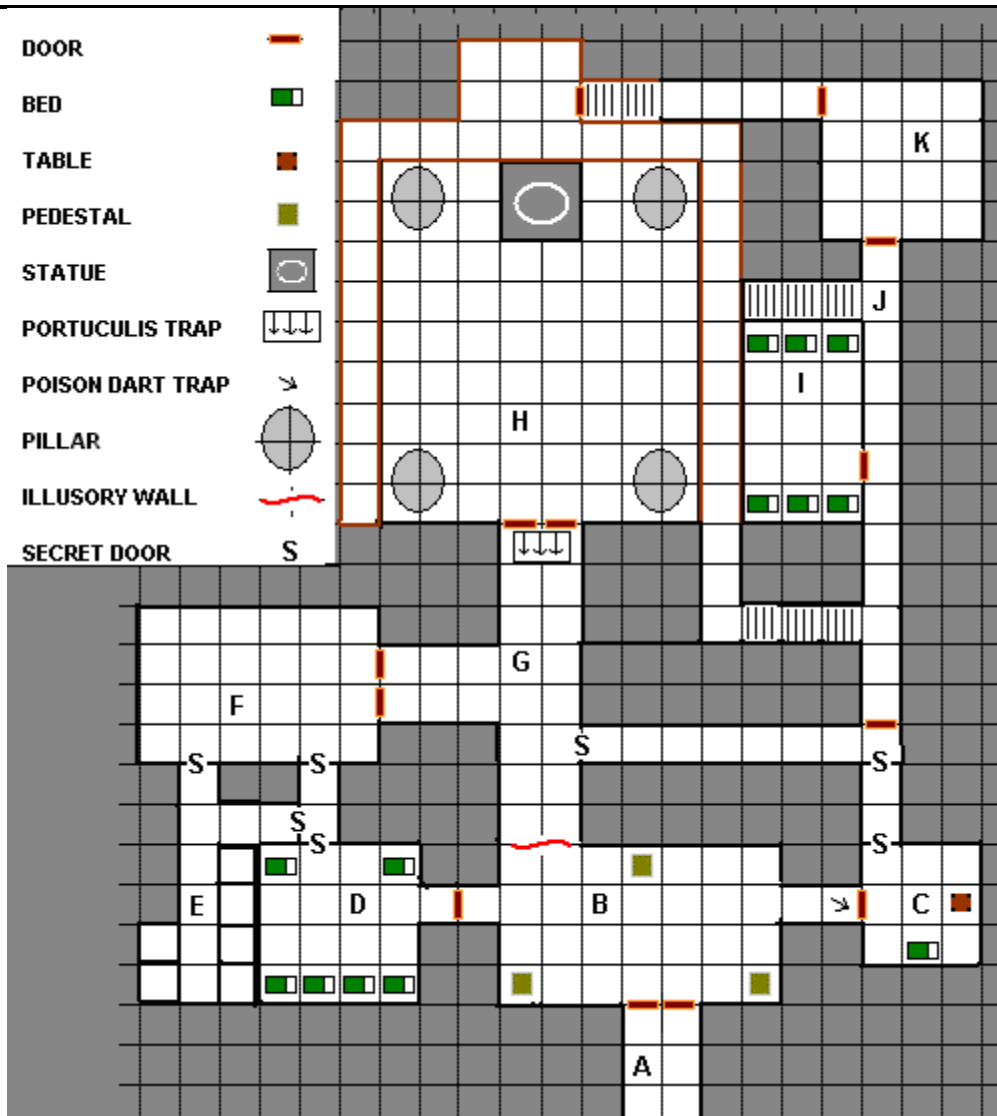 DOOR
BED
TABLE
PEDESTAL
STATUE
PORTUCULIS TRAP
POISON DART TRAP
PILLAR
ILLUSORY WALL
SECRET DOOR S
K
J
I
H
G
F
S
S S S
S
S S
E D B C
A